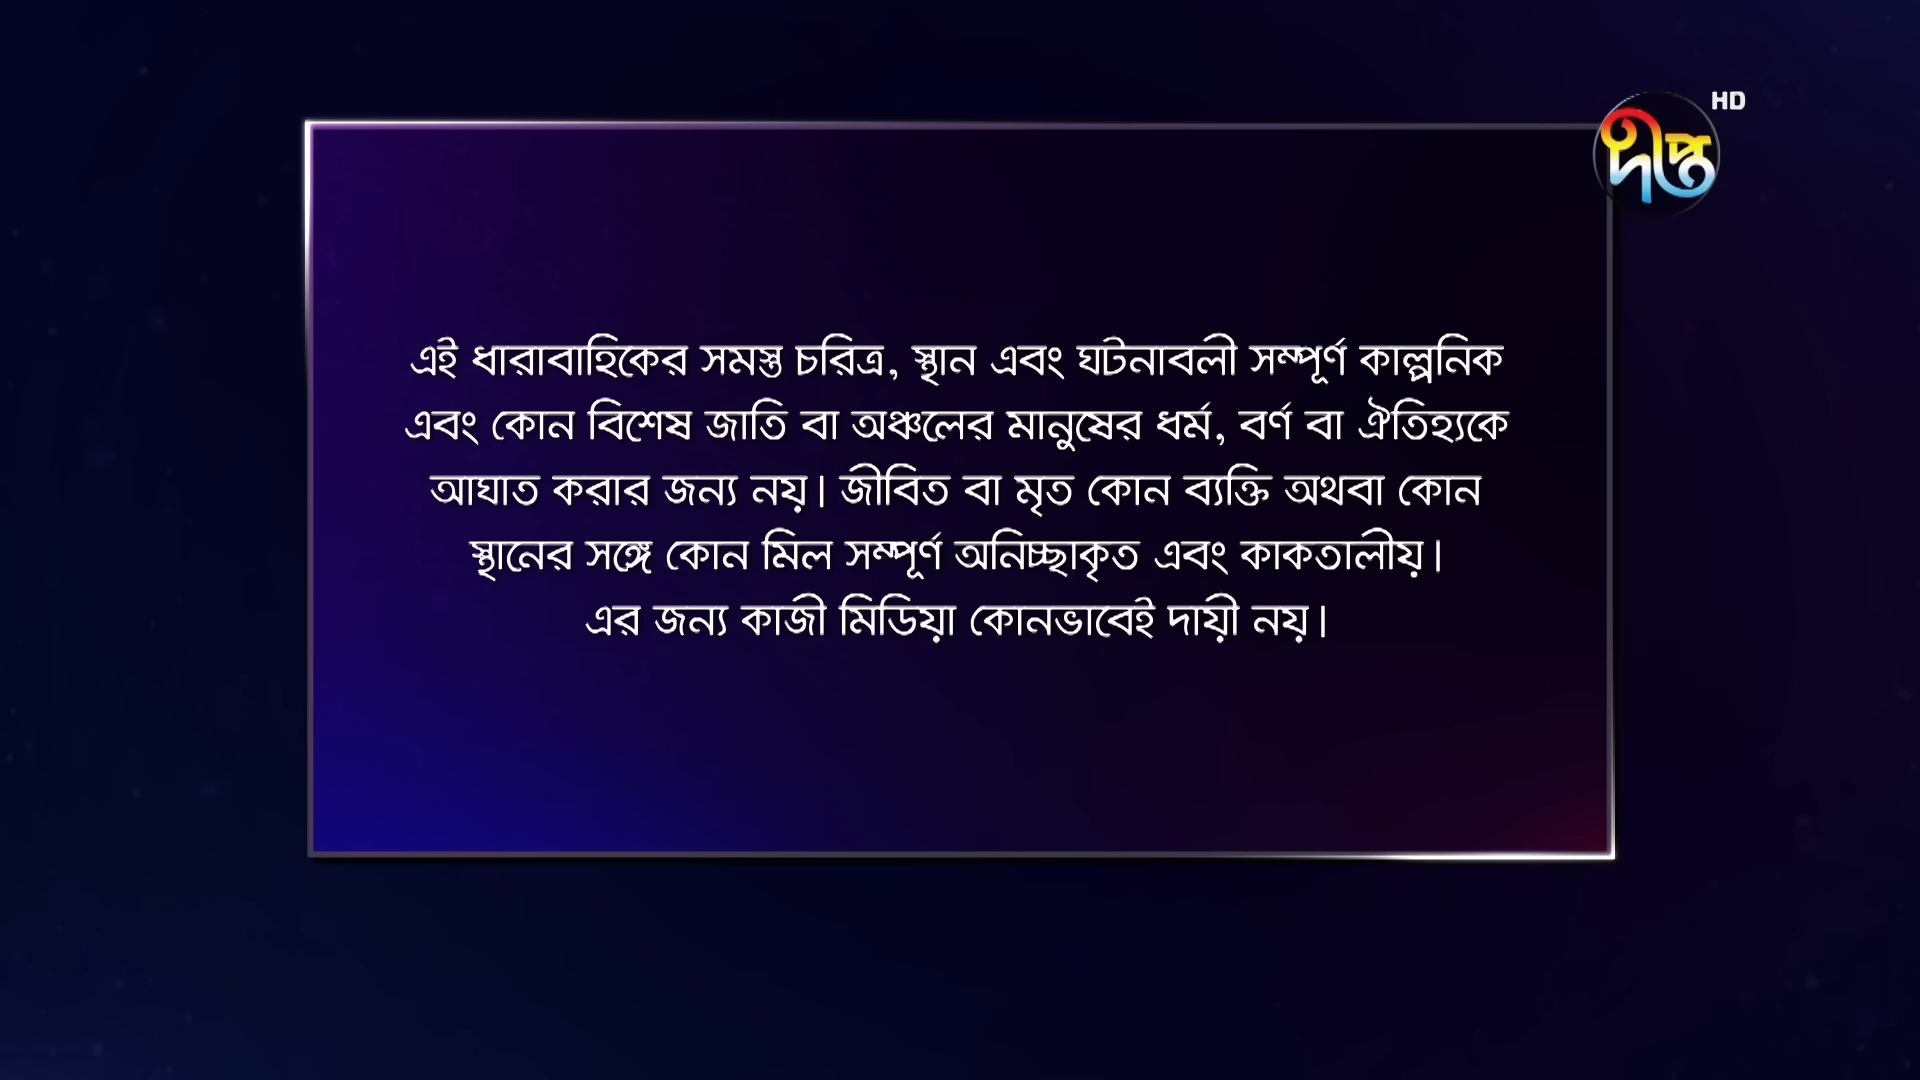 HD
দীপ্ত
এই ধারাবাহিকের সমস্ত চরিত্র, স্থান এবং ঘটনাবলী সম্পূর্ণ কাল্পনিক
এবং কোন বিশেষ জাতি বা অঞ্চলের মানুষের ধর্ম, বর্ণ বা ঐতিহ্যকে
আঘাত করার জন্য নয়। জীবিত বা মৃত কোন ব্যক্তি অথবা কোন
স্থানের সঙ্গে কোন মিল সম্পূর্ণ অনিচ্ছাকৃত এবং কাকতালীয়।
এর জন্য কাজী মিডিয়া কোনভাবেই দায়ী নয়।